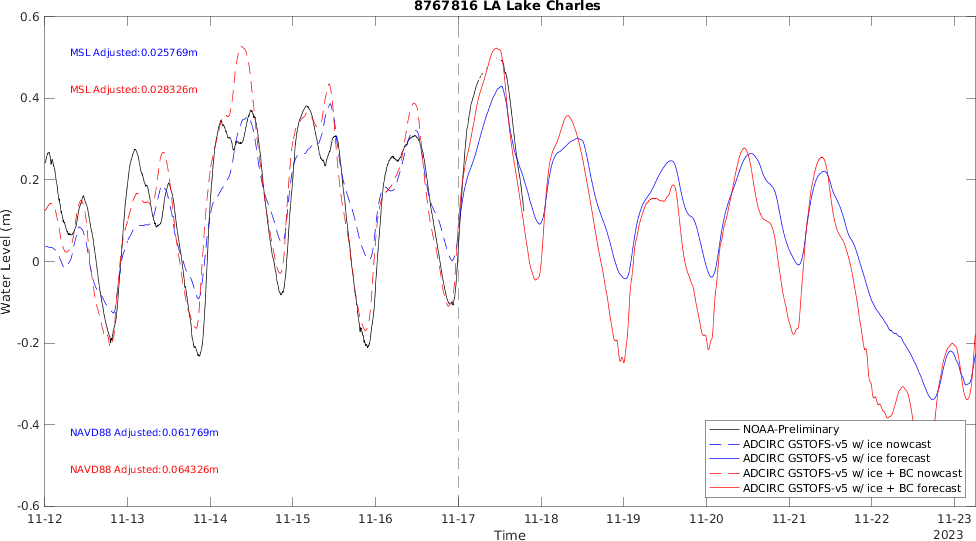 8767816 LA Lake Charles
0.6
0.4
0.2
0
-0.2
-0.4
-0.6
Water Level (m)
MSL Adjusted:0.025769m
MSL Adjusted:0.028326m
NAVD88 Adjusted:0.061769m
NAVD88 Adjusted:0.064326m
NOAA-Preliminary
ADCIRC GSTOFS-v5 w/ ice nowcast
ADCIRC GSTOFS-v5 w/ ice forecast
ADCIRC GSTOFS-v5 w/ ice + BC nowcast
ADCIRC GSTOFS-v5 w/ ice + BC forecast
11-12 11-13 11-14 11-15 11-16 11-17 11-18 11-19 11-20 11-21 11-22 11-23
2023
Time